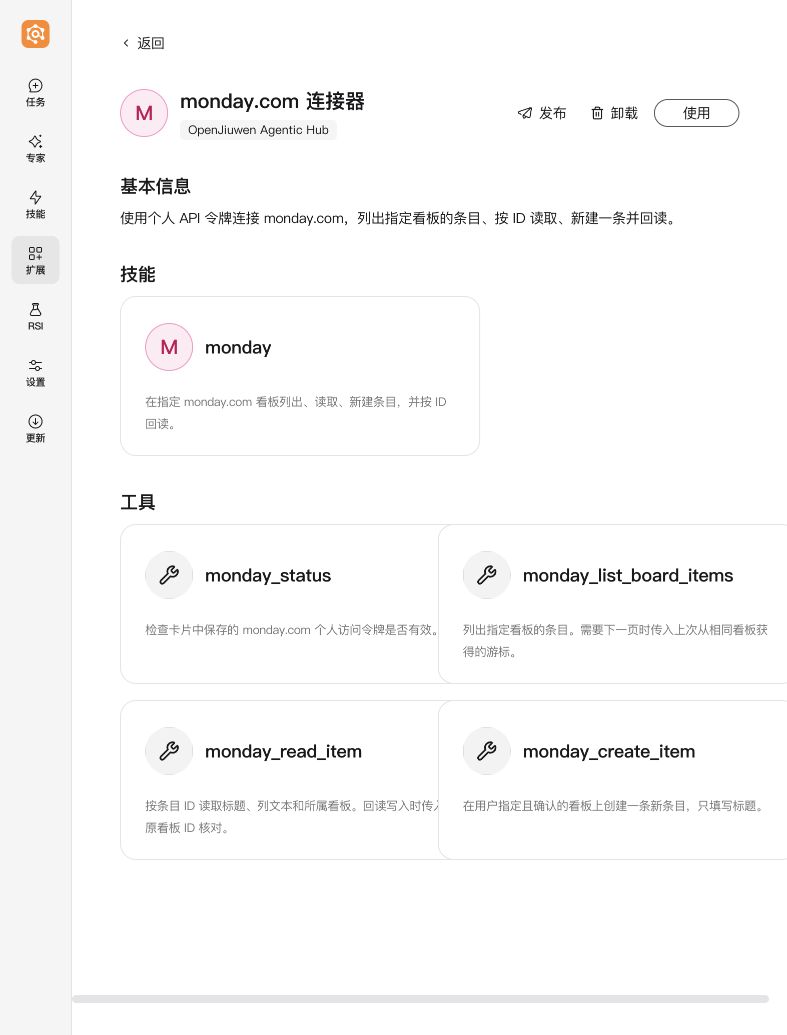 任务
专家
技能
扩展
RSI
设置
更新
返回
M
monday.com 连接器
OpenJiuwen Agentic Hub
发布
卸载
使用
基本信息
使用个人 API 令牌连接 monday.com，列出指定看板的条目、按 ID 读取、新建一条并回读。
技能
M
monday
在指定 monday.com 看板列出、读取、新建条目，并按 ID
回读。
工具
monday_status
检查卡片中保存的 monday.com 个人访问令牌是否有效。
monday_list_board_items
列出指定看板的条目。需要下一页时传入上次从相同看板获
得的游标。
monday_read_item
按条目 ID 读取标题、列文本和所属看板。回读写入时传
原看板 ID 核对。
monday_create_item
在用户指定且确认的看板上创建一条新条目，只填写标题。